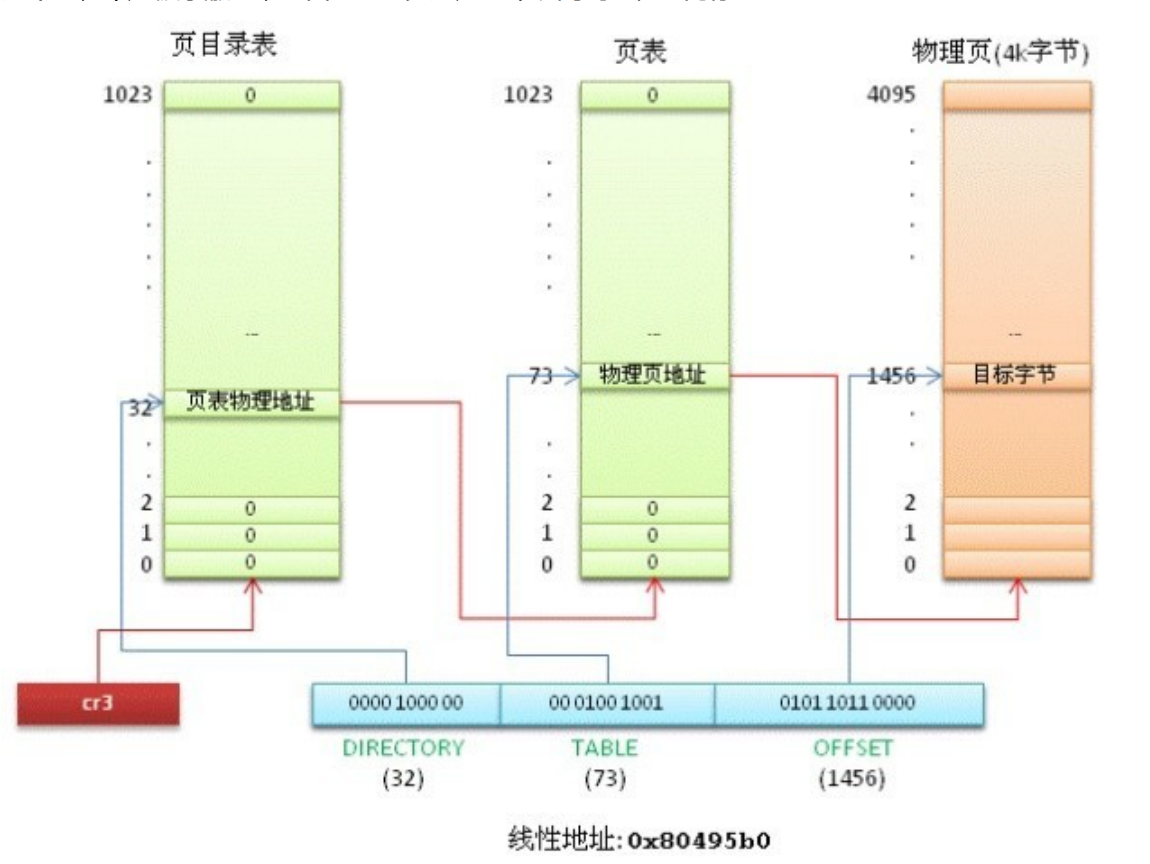 页目录表 页表 物理页(4k字节)
1023 0 1023 0 4095
... ... ...
73 物理页地址 1456 目标字节
32 页表物理地址
2 0 2 0 2
1 0 1 0 1
0 0 0 0 0
cr3 0000 1000 00 00 0100 1001 0101 1011 0000
DIRECTORY TABLE OFFSET
(32) (73) (1456)
线性地址: 0x80495b0